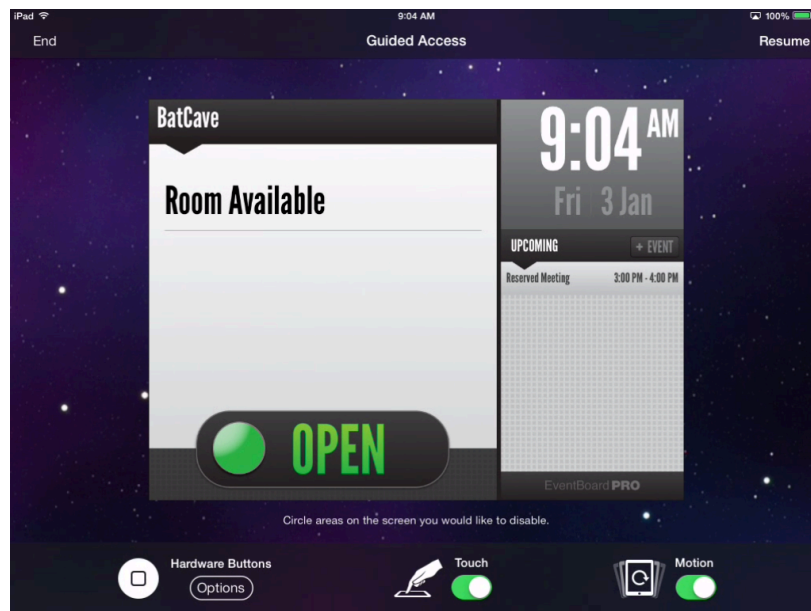 iPad 9:04 AM 100%
End Guided Access Resume
BatCave
9:04 AM
Room Available
Fri 3 Jan
UPCOMING + EVENT
Reserved Meeting 3:00 PM - 4:00 PM
OPEN
EventBoard PRO
Circle areas on the screen you would like to disable.
Hardware Buttons
Options
Touch
Motion